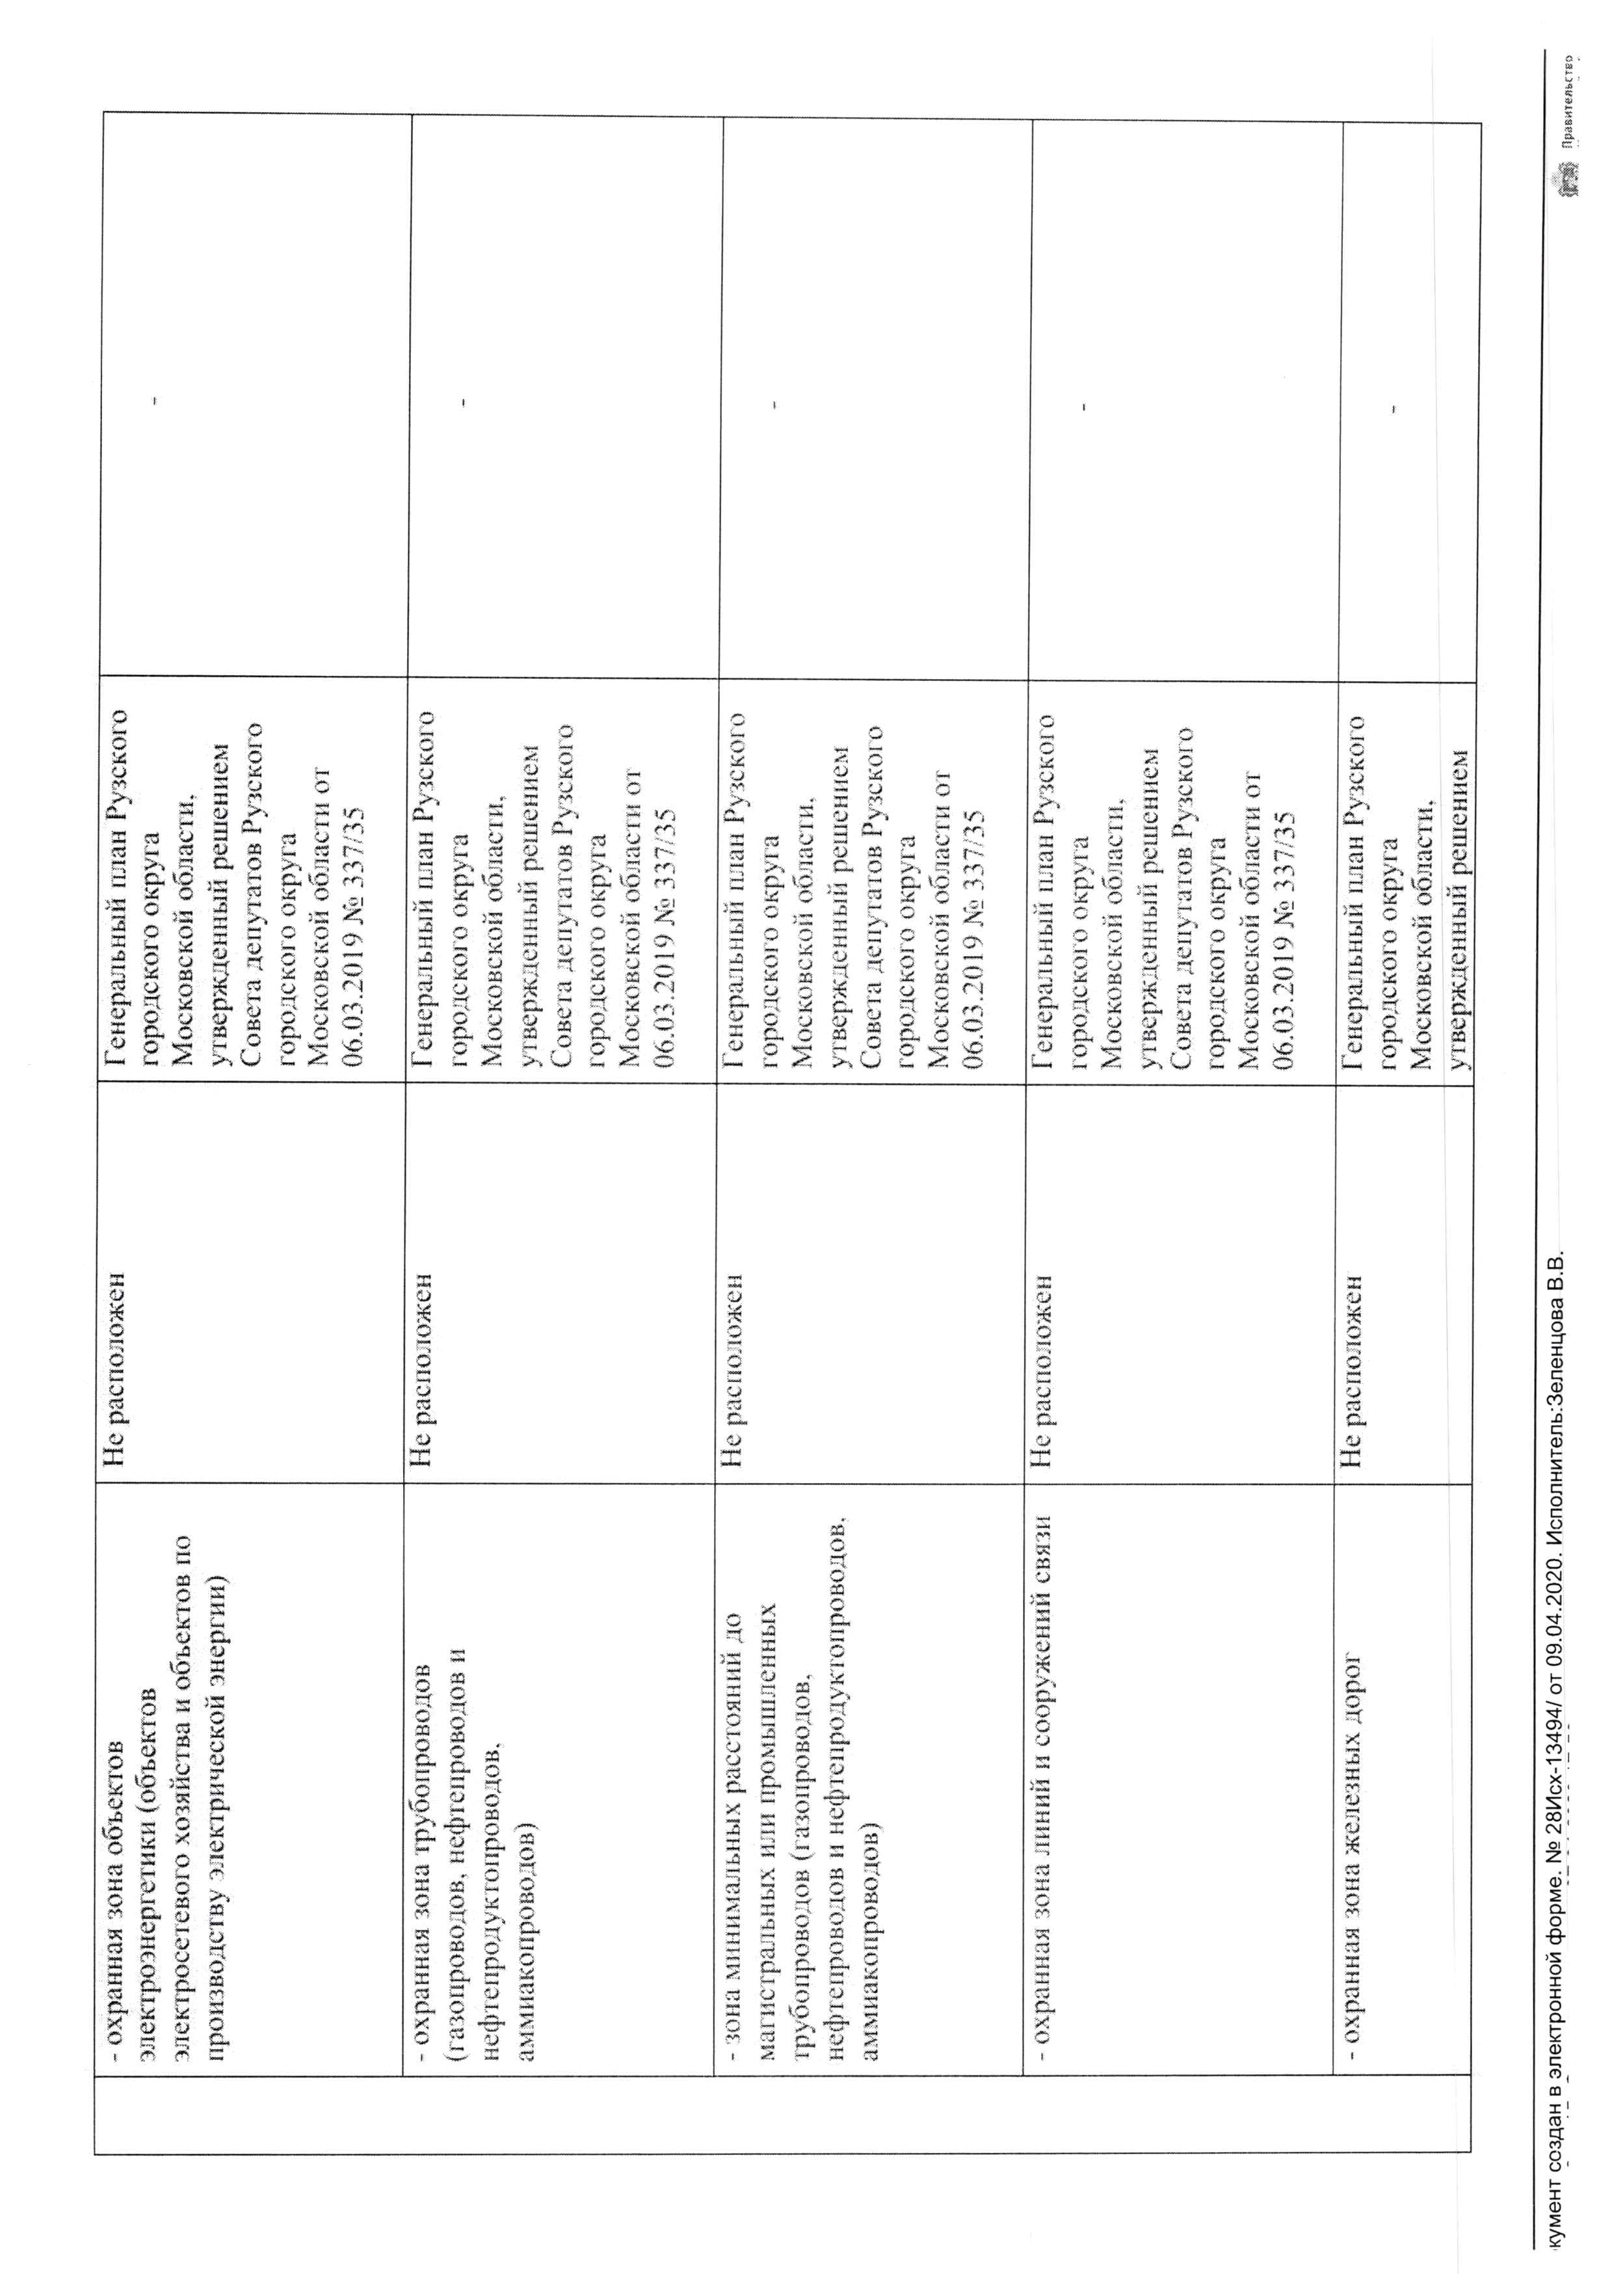 - охранная зона объектов
электроэнергетики (объектов
электросетевого хозяйства и объектов по
производству электрической энергии)
Не расположен
Генеральный план Рузского
городского округа
Московской области,
утвержденный решением
Совета депутатов Рузского
городского округа
Московской области от
06.03.2019 № 337/35
-
- охранная зона трубопроводов
(газопроводов, нефтепроводов и
нефтепродуктопроводов,
аммиакопроводов)
Не расположен
Генеральный план Рузского
городского округа
Московской области,
утвержденный решением
Совета депутатов Рузского
городского округа
Московской области от
06.03.2019 № 337/35
-
- зона минимальных расстояний до
магистральных или промышленных
трубопроводов (газопроводов,
нефтепроводов и нефтепродуктопроводов,
аммиакопроводов)
Не расположен
Генеральный план Рузского
городского округа
Московской области,
утвержденный решением
Совета депутатов Рузского
городского округа
Московской области от
06.03.2019 № 337/35
-
- охранная зона линий и сооружений связи
Не расположен
Генеральный план Рузского
городского округа
Московской области,
утвержденный решением
Совета депутатов Рузского
городского округа
Московской области от
06.03.2019 № 337/35
-
- охранная зона железных дорог
Не расположен
Генеральный план Рузского
городского округа
Московской области,
утвержденный решением
-
кумент создан в электронной форме. № 28Исх-13494/ от 09.04.2020. Исполнитель:Зеленцова В.В.
Правительство